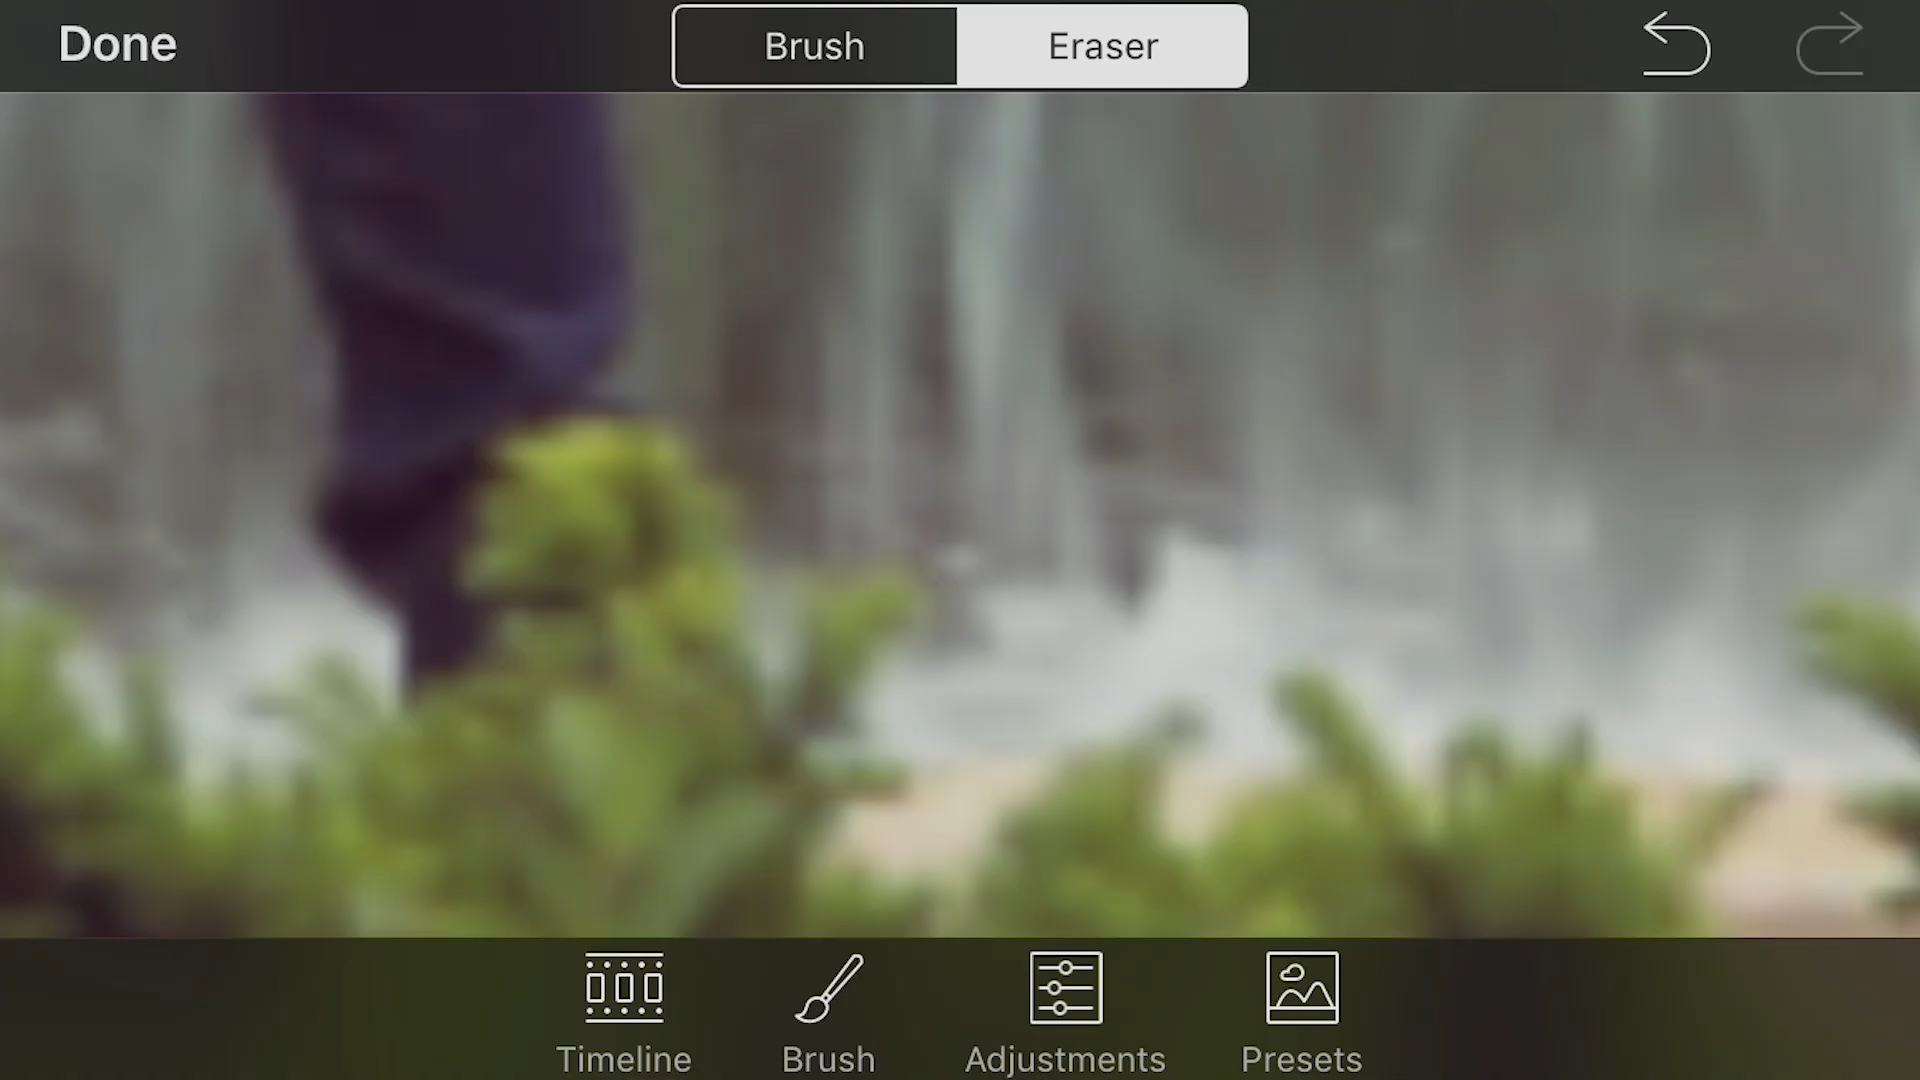 Done
Brush
Eraser
Timeline
Brush
Adjustments
Presets